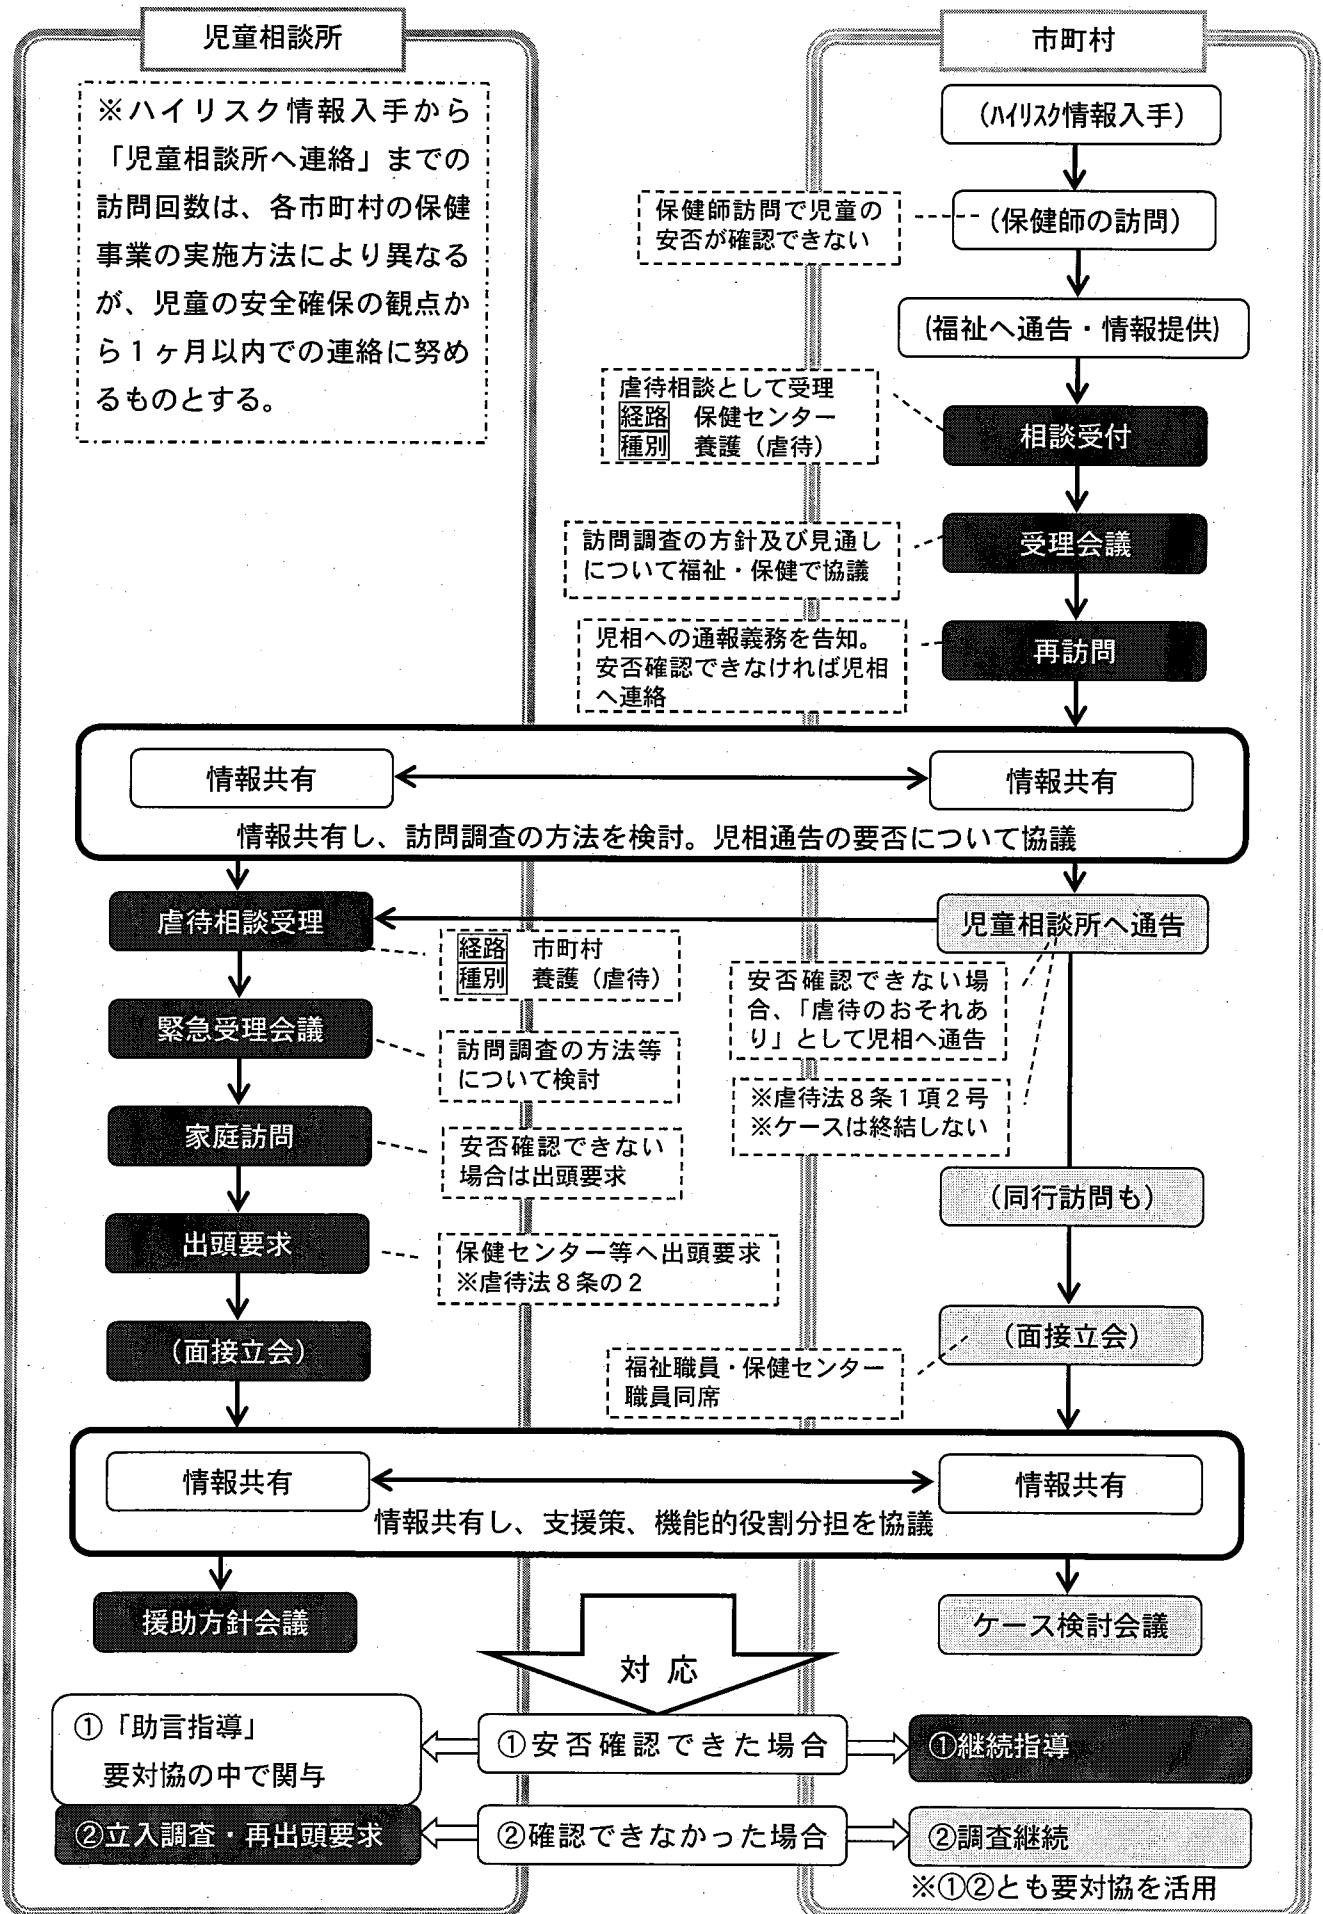 児童相談所
市町村
※ハイリスク情報入手から
「児童相談所へ連絡」までの
訪問回数は、各市町村の保健
事業の実施方法により異なる
が、児童の安全確保の観点か
ら１ヶ月以内での連絡に努め
るものとする。
(ハイリスク情報入手)
保健師訪問で児童の
安否が確認できない
(保健師の訪問)
(福祉へ通告・情報提供)
虐待相談として受理
経路 保健センター
種別 養護（虐待）
相談受付
訪問調査の方針及び見通し
について福祉・保健で協議
受理会議
児相への通報義務を告知。
安否確認できなければ児相
へ連絡
再訪問
情報共有
情報共有
情報共有し、訪問調査の方法を検討。児相通告の要否について協議
虐待相談受理
児童相談所へ通告
経路 市町村
種別 養護（虐待）
安否確認できない場
合、「虐待のおそれあ
り」として児相へ通告
緊急受理会議
訪問調査の方法等
について検討
※虐待法８条１項２号
※ケースは終結しない
家庭訪問
安否確認できない
場合は出頭要求
(同行訪問も)
出頭要求
保健センター等へ出頭要求
※虐待法８条の２
(面接立会)
(面接立会)
福祉職員・保健センター
職員同席
情報共有
情報共有
情報共有し、支援策、機能的役割分担を協議
援助方針会議
ケース検討会議
対応
①「助言指導」
要対協の中で関与
①安否確認できた場合
①継続指導
②立入調査・再出頭要求
②確認できなかった場合
②調査継続
※①②とも要対協を活用